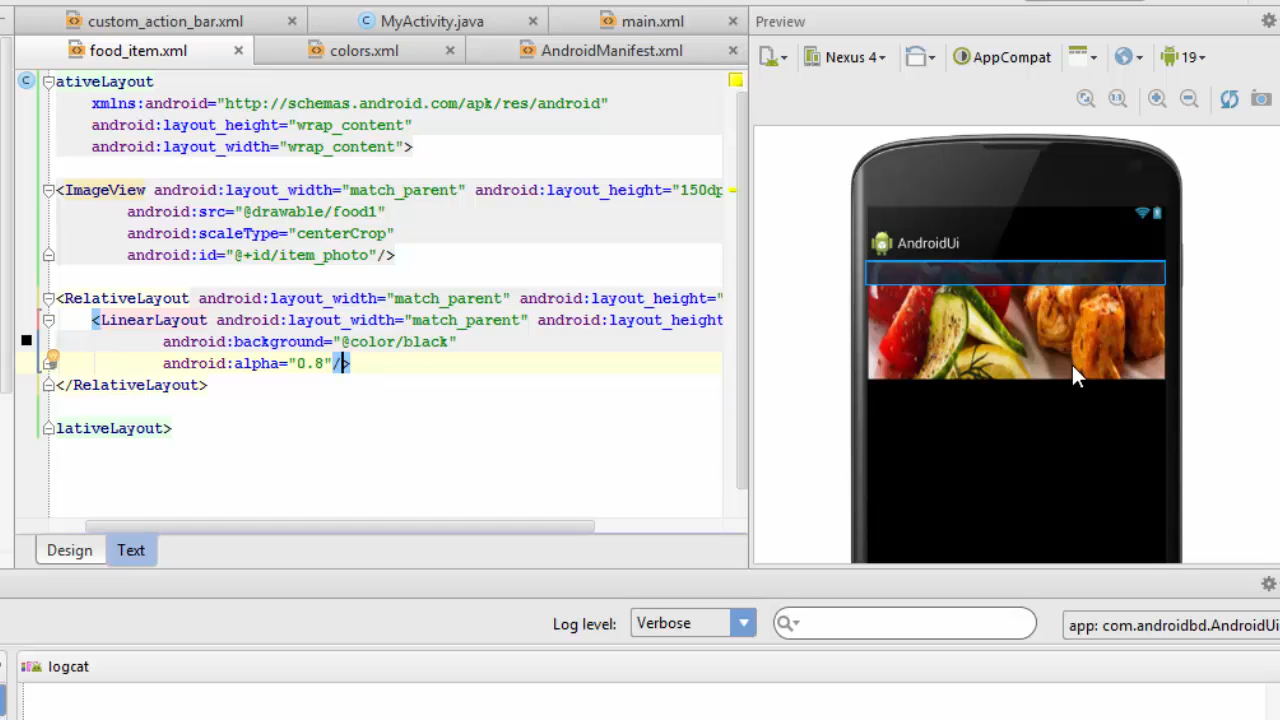 custom_action_bar.xml
MyActivity.java
main.xml
food_item.xml
colors.xml
AndroidManifest.xml
ativeLayout
xmlns:android="http://schemas.android.com/apk/res/android"
android:layout_height="wrap_content"
android:layout_width="wrap_content">
<ImageView android:layout_width="match_parent" android:layout_height="150dp
android:src="@drawable/food1"
android:scaleType="centerCrop"
android:id="@+id/item_photo"/>
<RelativeLayout android:layout_width="match_parent" android:layout_height="
<LinearLayout android:layout_width="match_parent" android:layout_height
android:background="@color/black"
android:alpha="0.8"/>
</RelativeLayout>
lativeLayout>
Design
Text
Preview
Nexus 4
AppCompat
19
AndroidUi
Log level:
Verbose
app: com.androidbd.AndroidUi
logcat